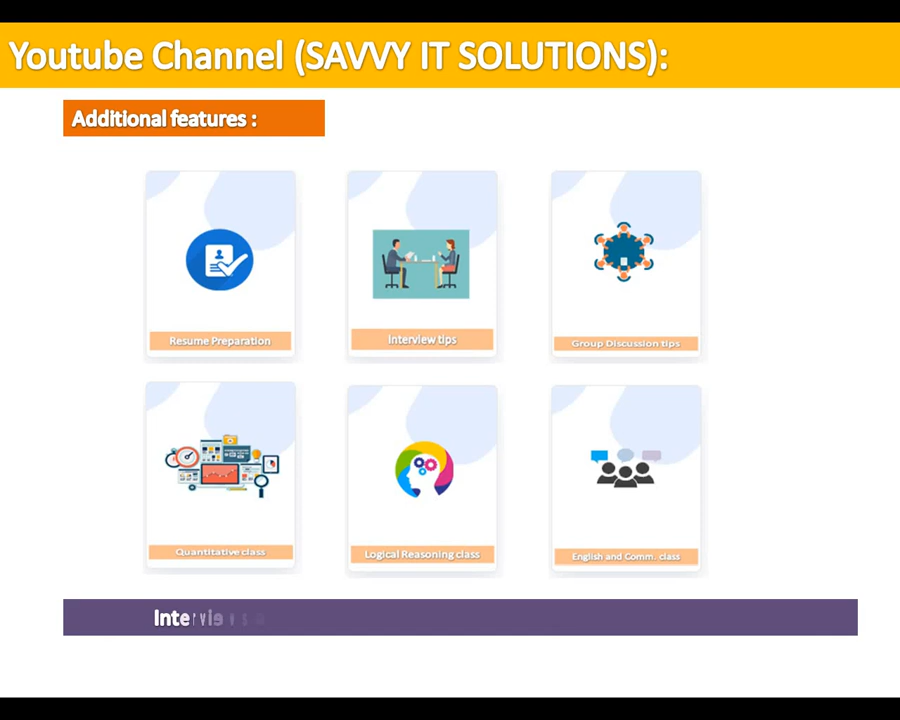 Youtube Channel (SAVVY IT SOLUTIONS):
Additional features :
Resume Preparation
Interview tips
Group Discussion tips
Quantitative class
Logical Reasoning class
English and Comm. class